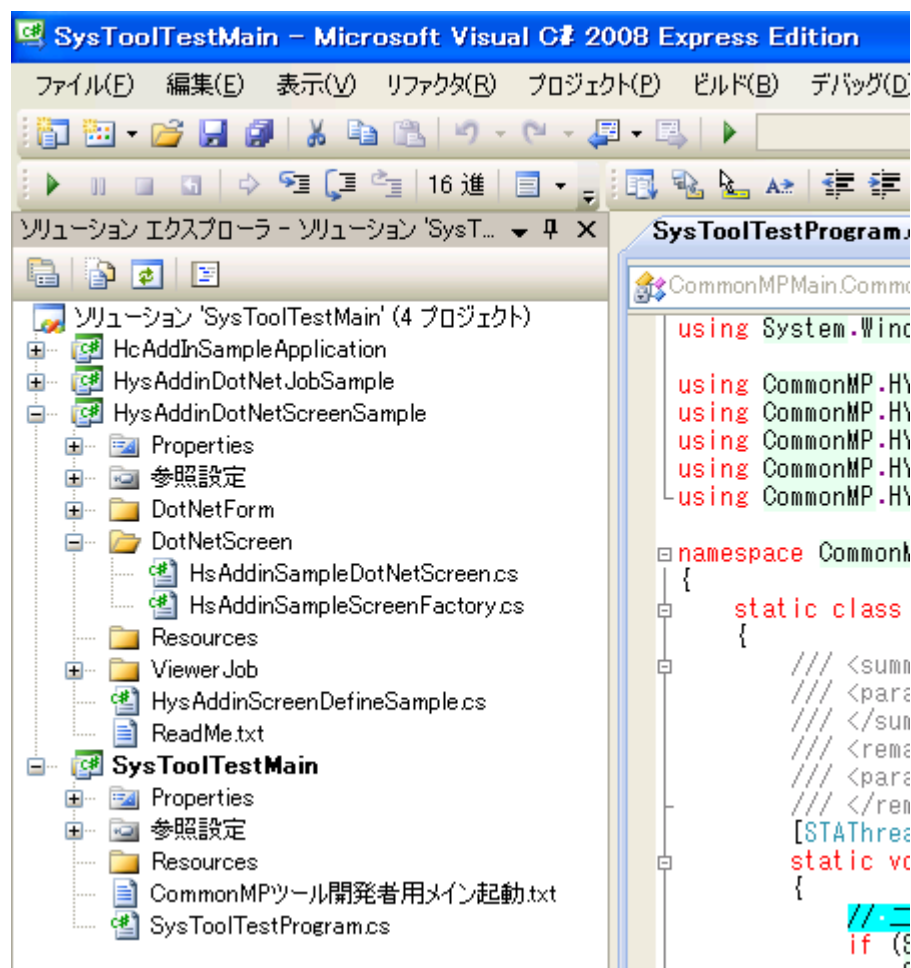 SysToolTestMain - Microsoft Visual C# 2008 Express Edition
ファイル(F) 編集(E) 表示(V) リファクタ(R) プロジェクト(P) ビルド(B) デバッグ(D)
16 進
ソリューション エクスプローラ - ソリューション 'SysT...
SysToolTestProgram.
CommonMPMain.Commo
ソリューション 'SysToolTestMain' (4 プロジェクト)
HcAddInSampleApplication
HysAddinDotNetJobSample
HysAddinDotNetScreenSample
Properties
参照設定
DotNetForm
DotNetScreen
HsAddinSampleDotNetScreen.cs
HsAddinSampleScreenFactory.cs
Resources
ViewerJob
HysAddinScreenDefineSample.cs
ReadMe.txt
SysToolTestMain
Properties
参照設定
Resources
CommonMPツール開発者用メイン起動.txt
SysToolTestProgram.cs
using System.Wind
using CommonMP.HY
using CommonMP.HY
using CommonMP.HY
using CommonMP.HY
using CommonMP.HY
namespace CommonM
{
static class
{
/// <summ
/// <para
/// </sum
/// <rema
/// <para
/// </rem
[STAThrea
static vo
{
// 二
if (S